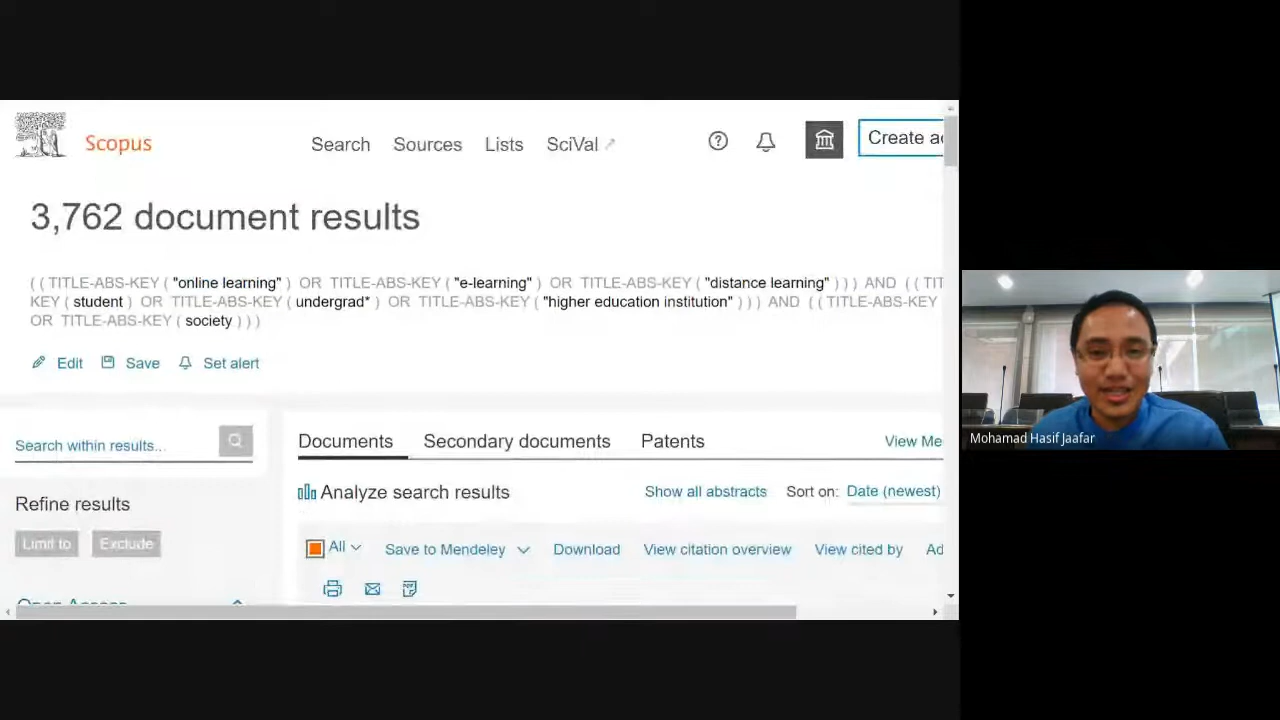 Scopus
Search Sources Lists SciVal
Create ac
3,762 document results
( ( TITLE-ABS-KEY ( "online learning" ) OR TITLE-ABS-KEY ( "e-learning" ) OR TITLE-ABS-KEY ( "distance learning" ) ) ) AND ( ( TIT
KEY ( student ) OR TITLE-ABS-KEY ( undergrad* ) OR TITLE-ABS-KEY ( "higher education institution" ) ) ) AND ( ( TITLE-ABS-KEY
OR TITLE-ABS-KEY ( society ) ) )
Edit Save Set alert
Search within results...
Documents Secondary documents Patents View Me
Refine results
Analyze search results Show all abstracts Sort on: Date (newest)
Limit to Exclude
All Save to Mendeley Download View citation overview View cited by Ad
Open Access
Mohamad Hasif Jaafar